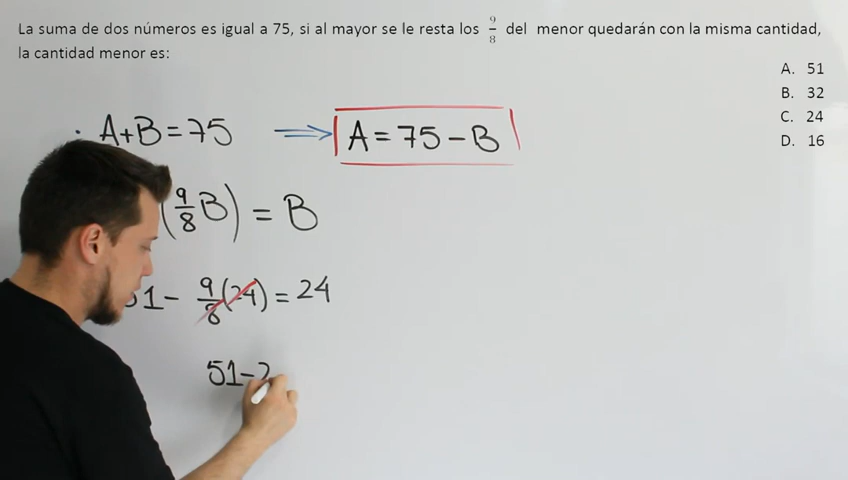 La suma de dos números es igual a 75, si al mayor se le resta los 9/8 del menor quedarán con la misma cantidad,
la cantidad menor es:
A. 51
B. 32
C. 24
D. 16
A+B=75 ⇒ A=75-B
(9/8 B) = B
51- 9/8(24)=24
51-2